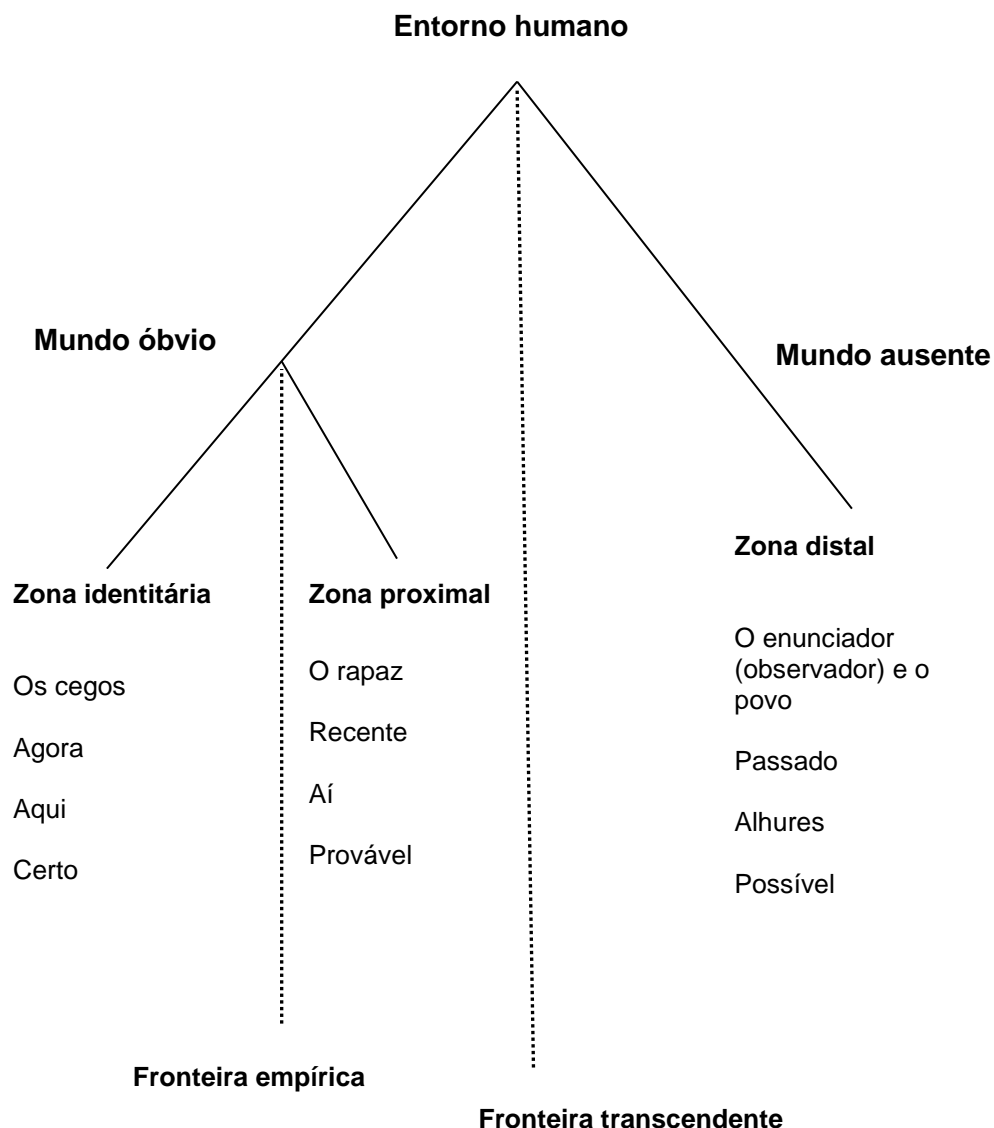 Entorno humano
Mundo óbvio
Mundo ausente
Zona identitária
Os cegos
Agora
Aqui
Certo
Zona proximal
O rapaz
Recente
Aí
Provável
Zona distal
O enunciador
(observador) e o
povo
Passado
Alhures
Possível
Fronteira empírica
Fronteira transcendente